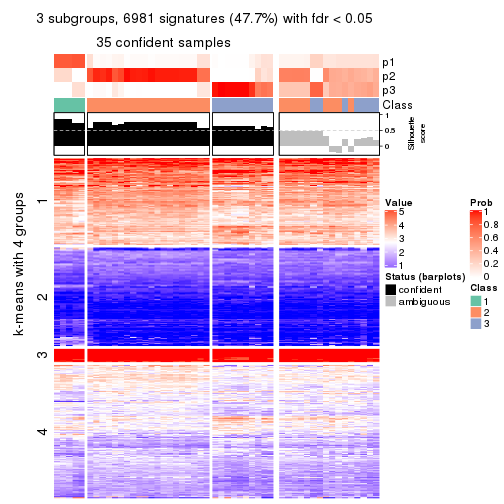 3 subgroups, 6981 signatures (47.7%) with fdr < 0.05
35 confident samples
p1
p2
p3
Class
1
0.5
0
Silhouette
score
k-means with 4 groups
1
2
3
4
Value
5
4
3
2
1
Status (barplots)
confident
ambiguous
Prob
1
0.8
0.6
0.4
0.2
0
Class
1
2
3